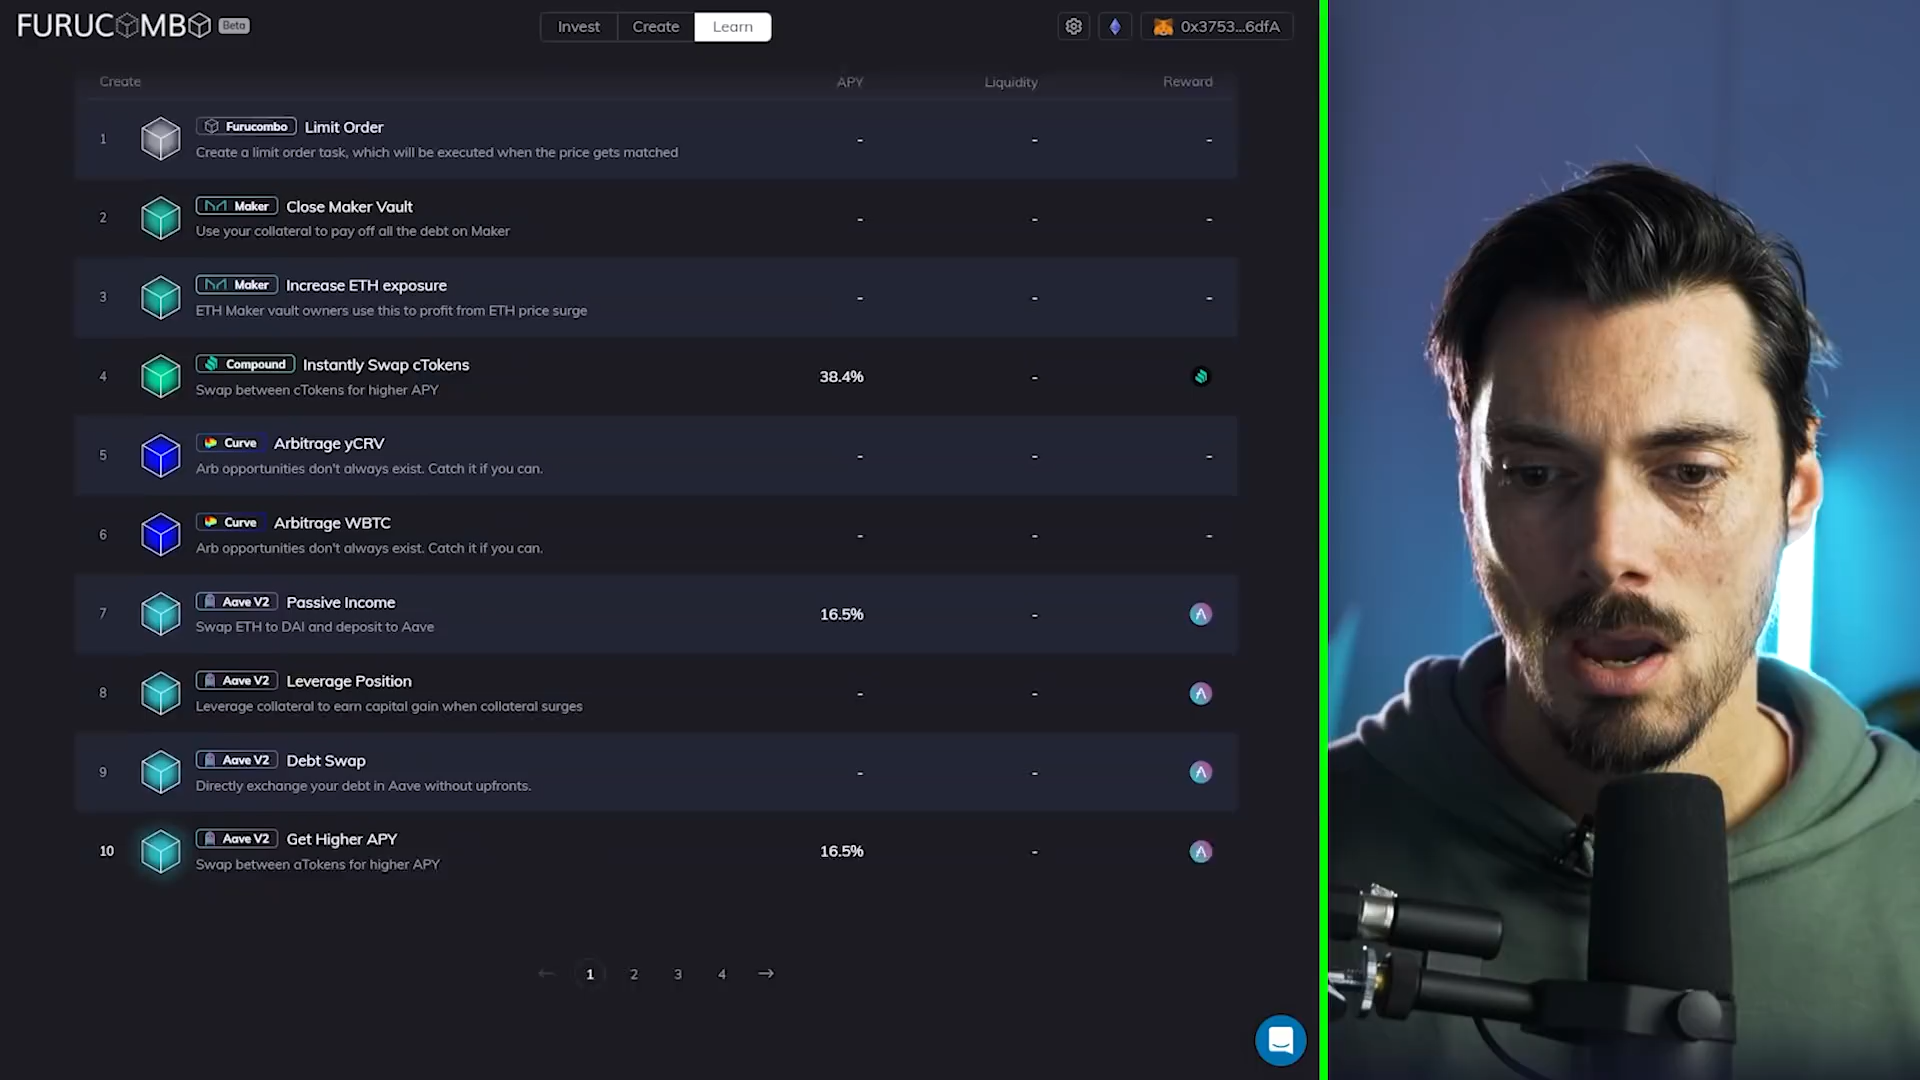 FURUCOMBO Beta
Invest Create Learn
0x3753...6dfA
Create APY Liquidity Reward
1 Furucombo Limit Order - - -
Create a limit order task, which will be executed when the price gets matched
2 Maker Close Maker Vault - - -
Use your collateral to pay off all the debt on Maker
3 Maker Increase ETH exposure - - -
ETH Maker vault owners use this to profit from ETH price surge
4 Compound Instantly Swap cTokens 38.4% -
Swap between cTokens for higher APY
5 Curve Arbitrage yCRV - - -
Arb opportunities don't always exist. Catch it if you can.
6 Curve Arbitrage WBTC - - -
Arb opportunities don't always exist. Catch it if you can.
7 Aave V2 Passive Income 16.5% -
Swap ETH to DAI and deposit to Aave
8 Aave V2 Leverage Position - -
Leverage collateral to earn capital gain when collateral surges
9 Aave V2 Debt Swap - -
Directly exchange your debt in Aave without upfronts.
10 Aave V2 Get Higher APY 16.5% -
Swap between aTokens for higher APY
← 1 2 3 4 →